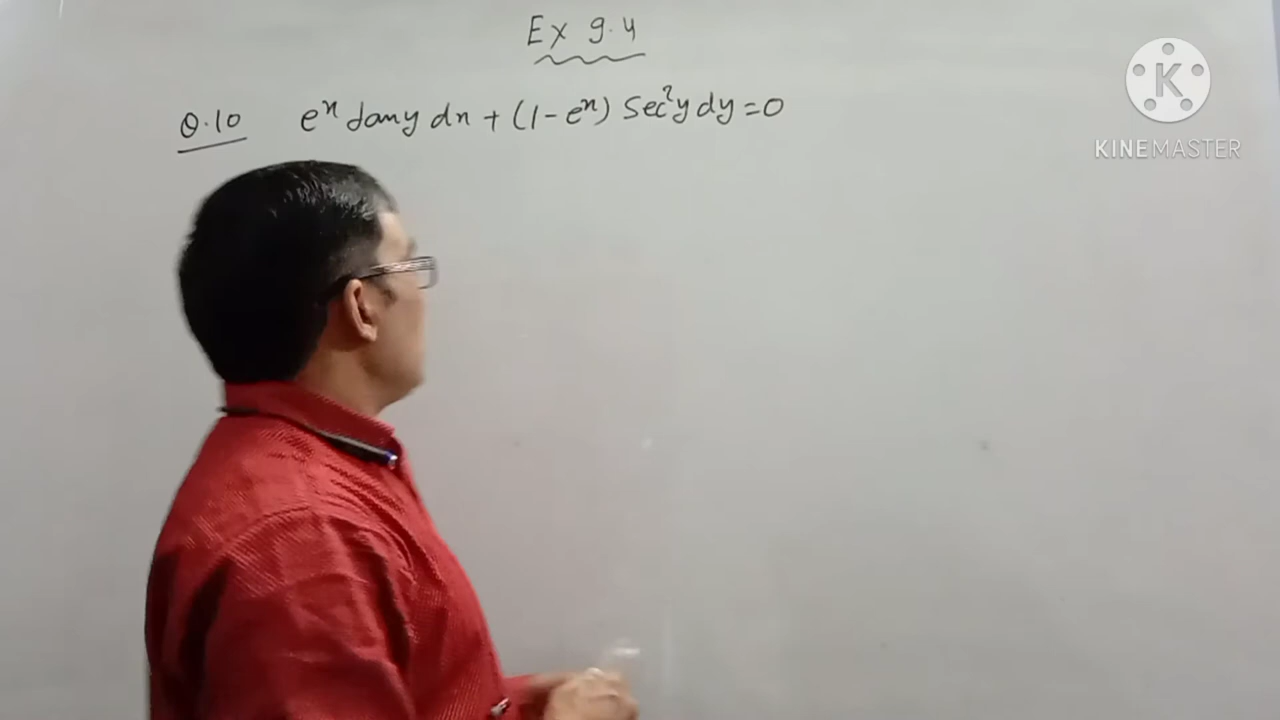 Ex 9.4
Q.10 eˣ tany dx + (1 - eˣ) Sec²y dy = 0
K
KINEMASTER